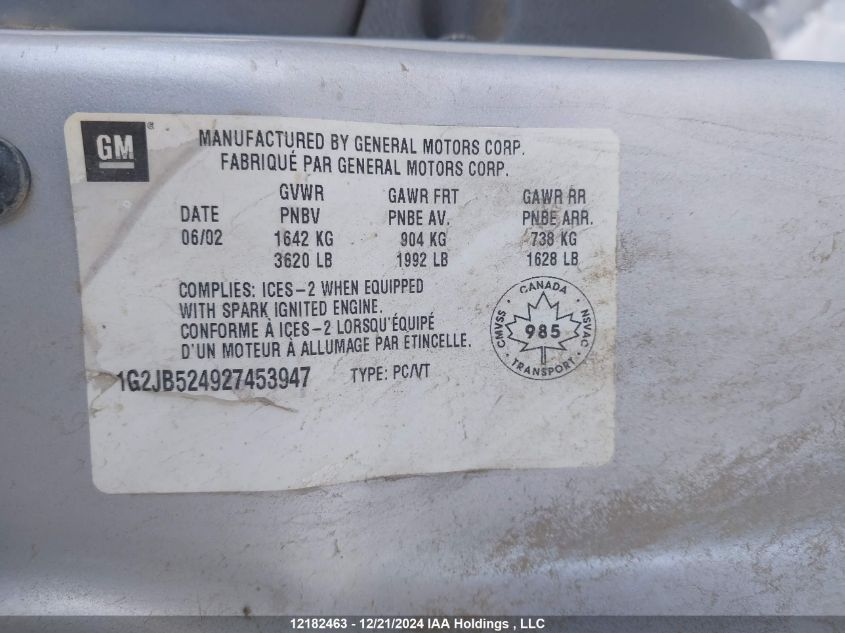 GM ®
MANUFACTURED BY GENERAL MOTORS CORP.
FABRIQUÉ PAR GENERAL MOTORS CORP.
GVWR GAWR FRT GAWR RR
DATE PNBV PNBE AV. PNBE ARR.
06/02 1642 KG 904 KG 738 KG
3620 LB 1992 LB 1628 LB
COMPLIES: ICES-2 WHEN EQUIPPED
WITH SPARK IGNITED ENGINE.
CONFORME À IÇES-2 LORSQU'ÉQUIPÉ
D'UN MOTEUR À ALLUMAGE PAR ETINCELLE.
CANADA
CMVSS 985 NSVAC
TRANSPORT
1G2JB524927453947 TYPE: PC/VT
12182463 - 12/21/2024 IAA Holdings , LLC